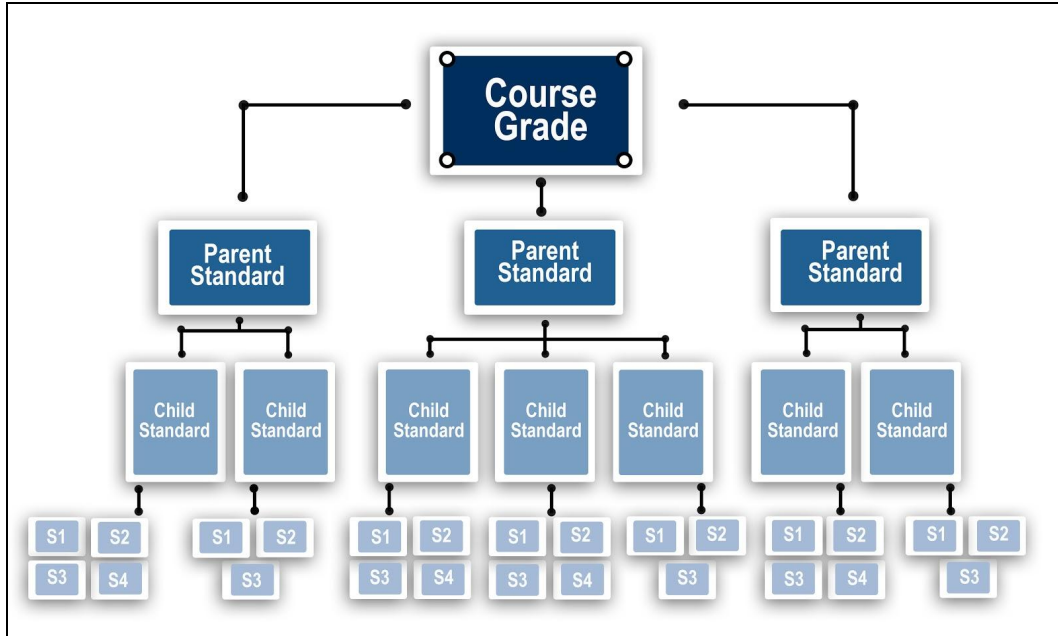 Course
Grade
Parent
Standard
Parent
Standard
Parent
Standard
Child
Standard
Child
Standard
Child
Standard
Child
Standard
Child
Standard
Child
Standard
Child
Standard
S1 S2
S3 S4
S1 S2
S3
S1 S2
S3 S4
S1 S2
S3 S4
S1 S2
S3
S1 S2
S3 S4
S1 S2
S3